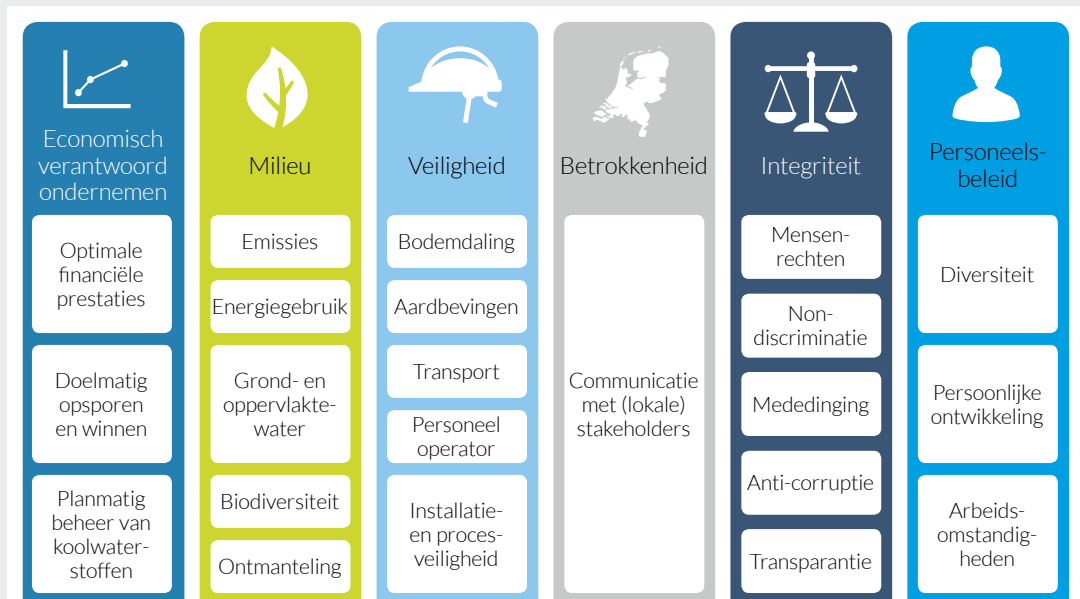 Economisch
verantwoord
ondernemen
Optimale
financiële
prestaties
Doelmatig
opsporen
en winnen
Planmatig
beheer van
koolwater-
stoffen
Milieu
Emissies
Energiegebruik
Grond- en
oppervlakte-
water
Biodiversiteit
Ontmanteling
Veiligheid
Bodemdaling
Aardbevingen
Transport
Personeel
operator
Installatie-
en proces-
veiligheid
Betrokkenheid
Communicatie
met (lokale)
stakeholders
Integriteit
Mensen-
rechten
Non-
discriminatie
Mededinging
Anti-corruptie
Transparantie
Personeels-
beleid
Diversiteit
Persoonlijke
ontwikkeling
Arbeids-
omstandig-
heden